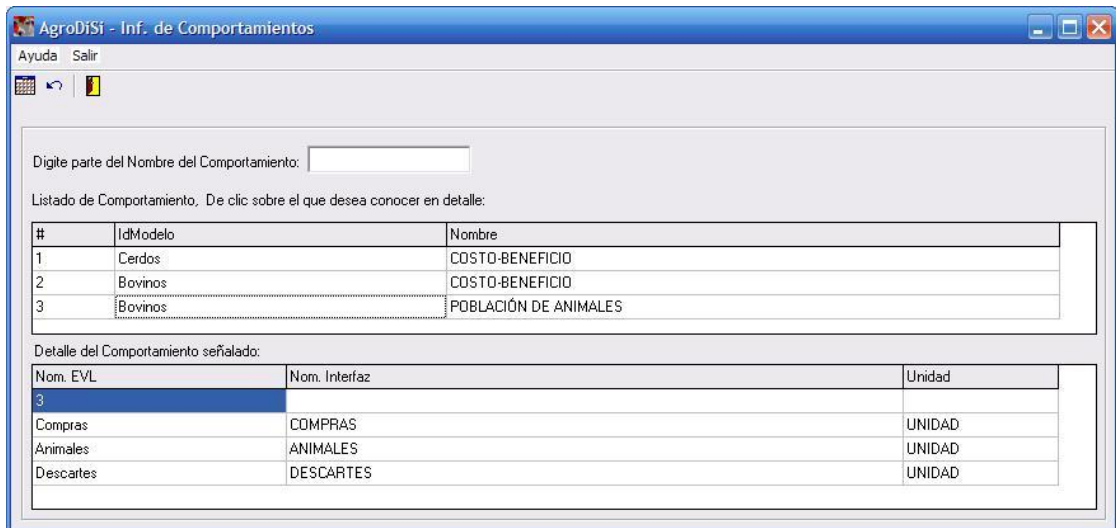 AgroDiSi - Inf. de Comportamientos
Ayuda Salir
Digite parte del Nombre del Comportamiento:
Listado de Comportamiento, De clic sobre el que desea conocer en detalle:
# IdModelo Nombre
1 Cerdos COSTO-BENEFICIO
2 Bovinos COSTO-BENEFICIO
3 Bovinos POBLACIÓN DE ANIMALES
Detalle del Comportamiento señalado:
Nom. EVL Nom. Interfaz Unidad
3
Compras COMPRAS UNIDAD
Animales ANIMALES UNIDAD
Descartes DESCARTES UNIDAD